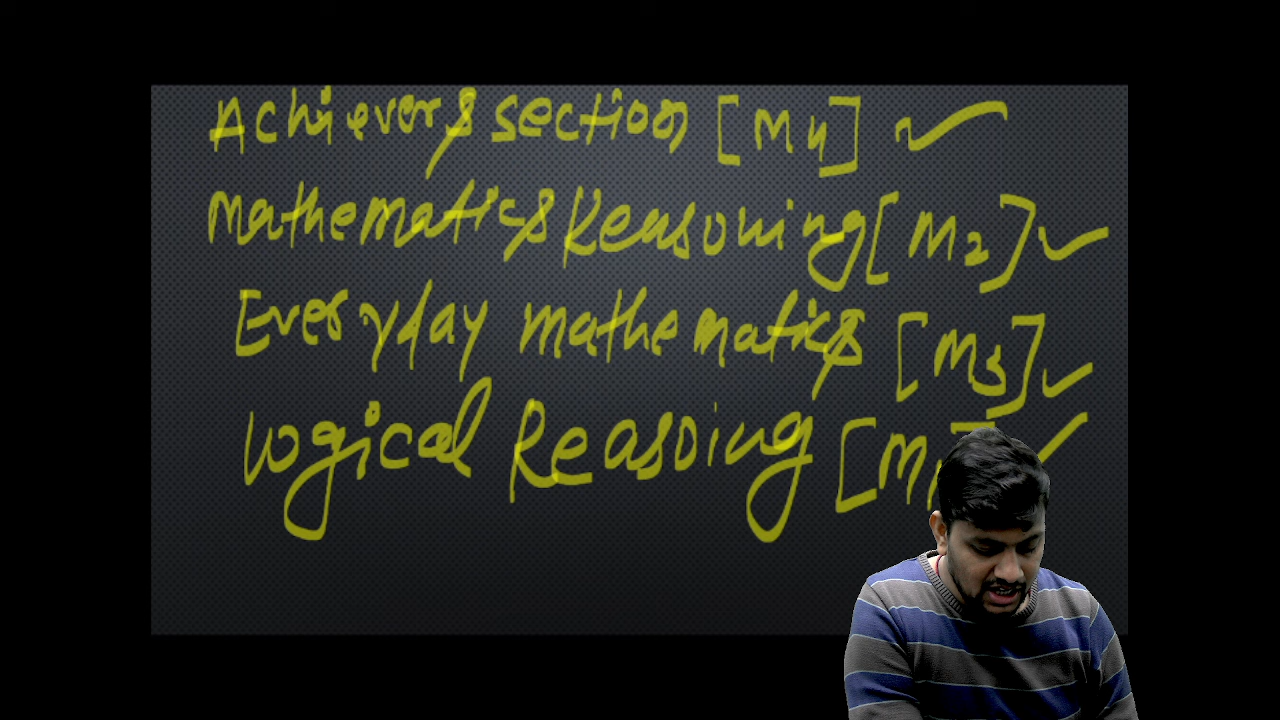 Achievers section [M4]
Mathematics Reasoning [M2]
Everyday mathematics [M3]
Logical Reasoing [M